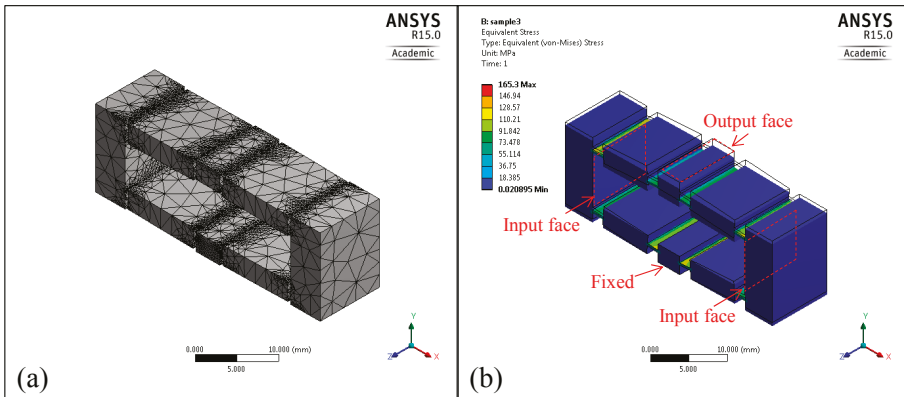 ANSYS
R15.0
Academic
0.000
10.000 (mm)
5.000
Y
Z
X
(a)
B: sample3
Equivalent Stress
Type: Equivalent (von-Mises) Stress
Unit: MPa
Time: 1
165.3 Max
146.94
128.57
110.21
91.842
73.478
55.114
36.75
18.385
0.020895 Min
ANSYS
R15.0
Academic
Output face
Input face
Fixed
Input face
0.000
10.000 (mm)
5.000
Y
Z
X
(b)